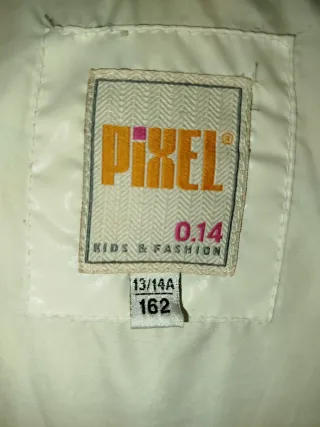 PiXEL®
0.14
KIDS & FASHION
13/14A
162